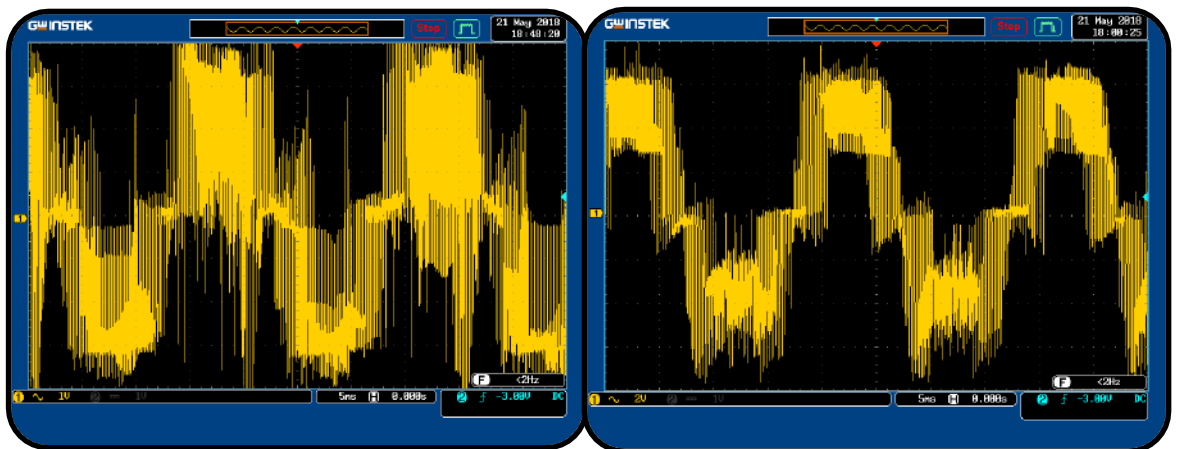 GWINSTEK
Stop
21 May 2018
18:48:20
1
F <2Hz
1 ∿ 1V 2 ⎓ 1V 5ms H 0.000s 2 ƒ -3.00V DC
GWINSTEK
Stop
21 May 2018
18:00:25
1
F <2Hz
1 ∿ 2V 2 ⎓ 1V 5ms H 0.000s 2 ƒ -3.00V DC